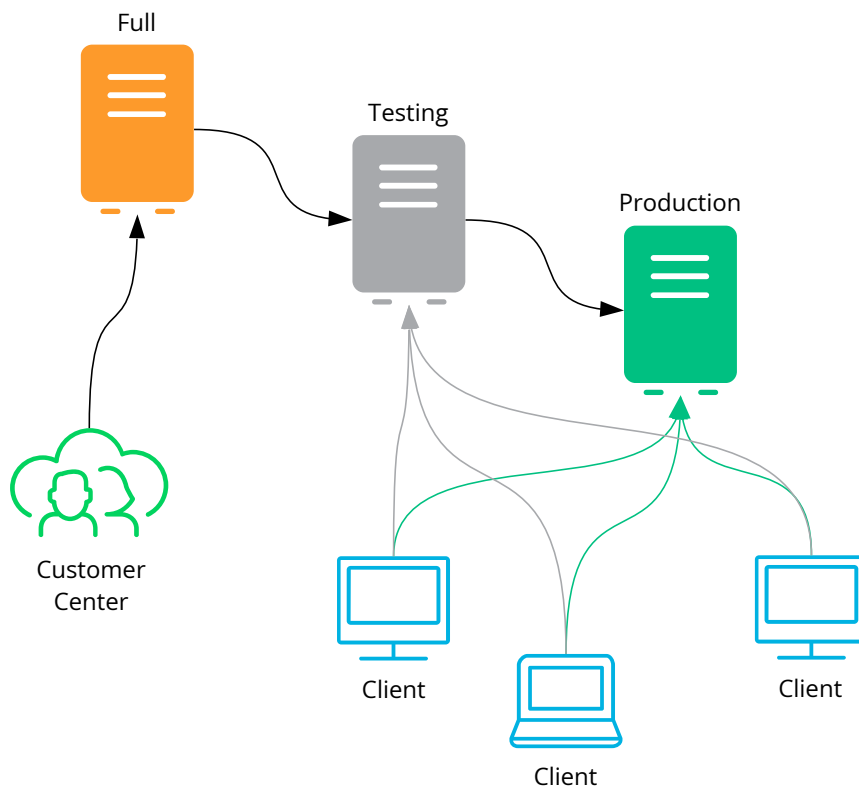 Full
Testing
Production
Customer
Center
Client
Client
Client